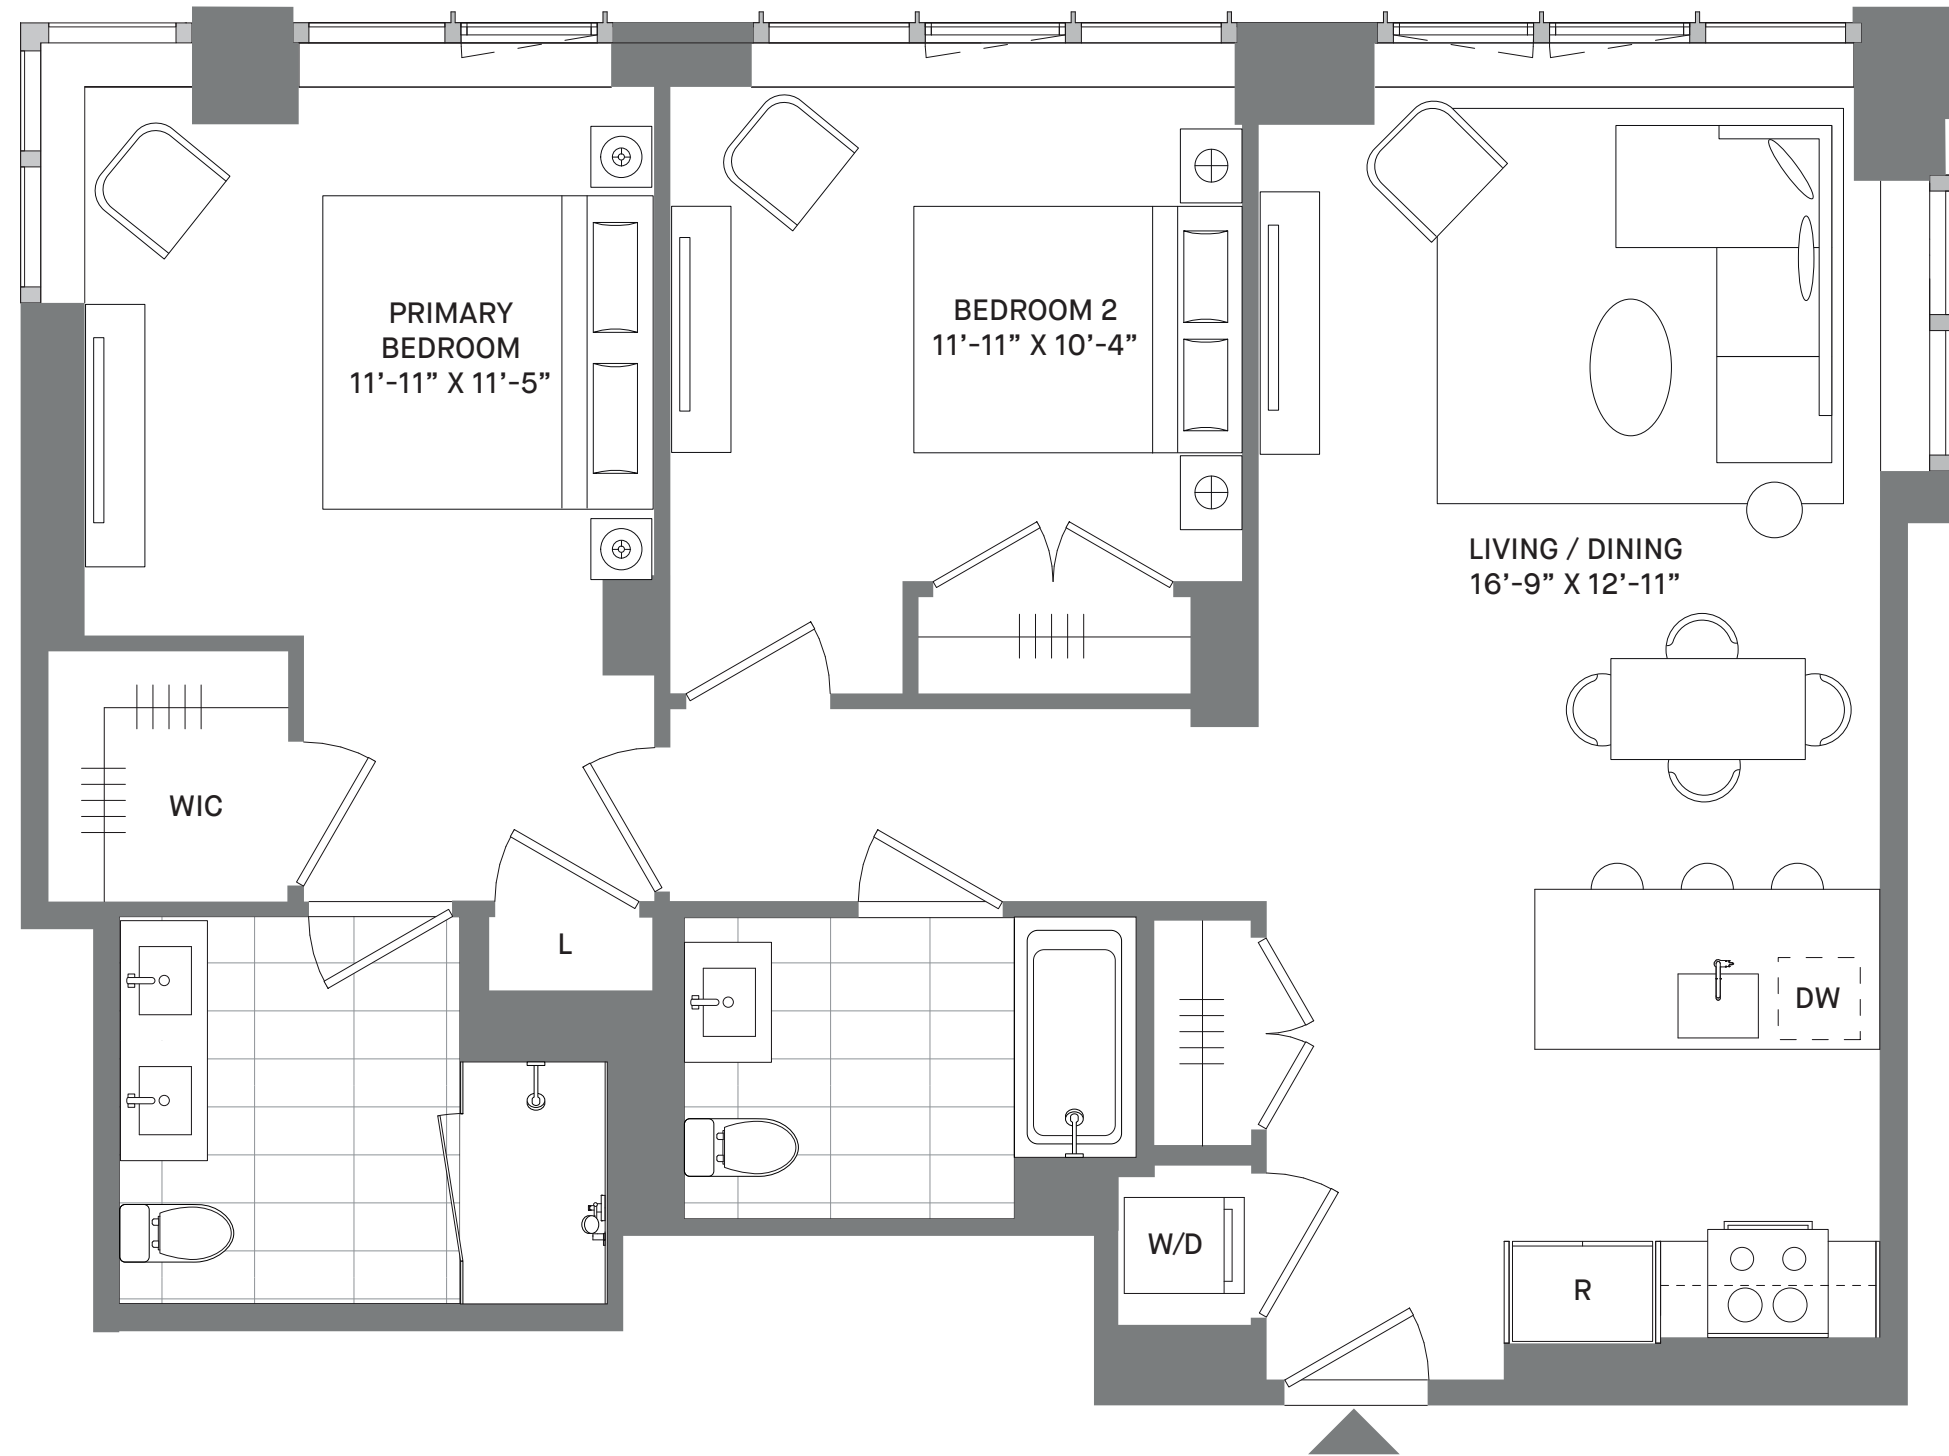 PRIMARY
BEDROOM
11’-11” X 11’-5”
BEDROOM 2
11’-11” X 10’-4”
LIVING / DINING
16’-9” X 12’-11”
WIC
L
DW
W/D
R